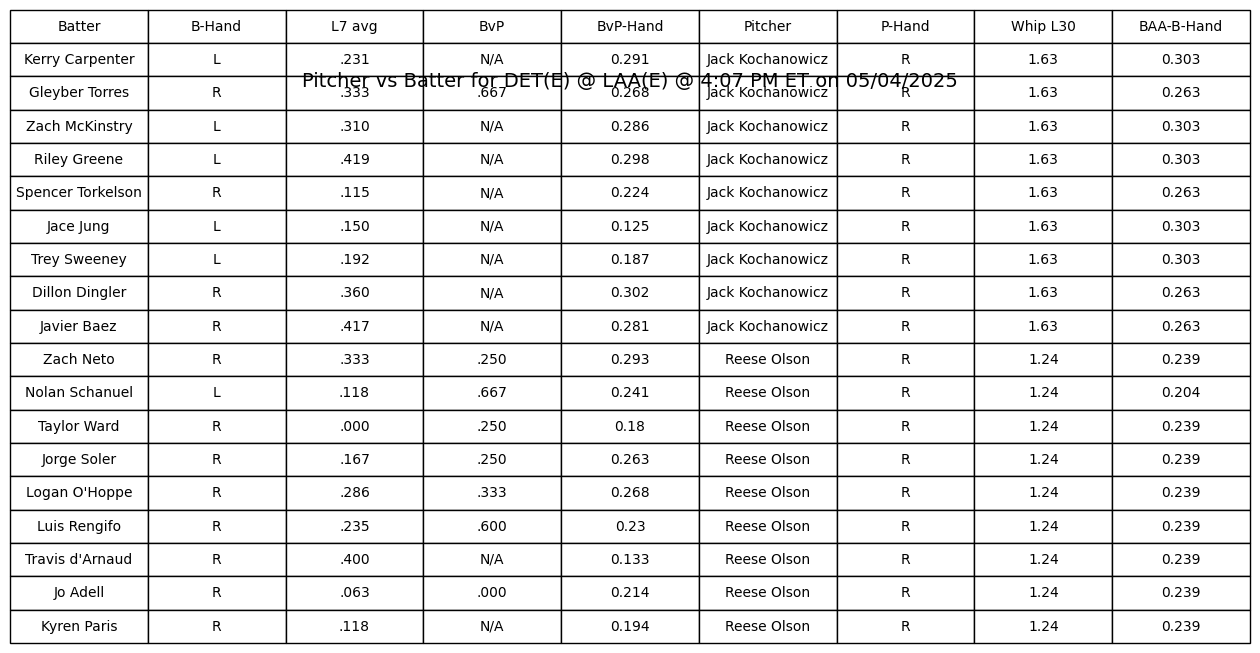 Batter B-Hand L7 avg BvP BvP-Hand Pitcher P-Hand Whip L30 BAA-B-Hand
Kerry Carpenter L .231 N/A 0.291 Jack Kochanowicz R 1.63 0.303
Pitcher vs Batter for DET(E) @ LAA(E) @ 4:07 PM ET on 05/04/2025
Gleyber Torres R .333 .667 0.268 Jack Kochanowicz R 1.63 0.263
Zach McKinstry L .310 N/A 0.286 Jack Kochanowicz R 1.63 0.303
Riley Greene L .419 N/A 0.298 Jack Kochanowicz R 1.63 0.303
Spencer Torkelson R .115 N/A 0.224 Jack Kochanowicz R 1.63 0.263
Jace Jung L .150 N/A 0.125 Jack Kochanowicz R 1.63 0.303
Trey Sweeney L .192 N/A 0.187 Jack Kochanowicz R 1.63 0.303
Dillon Dingler R .360 N/A 0.302 Jack Kochanowicz R 1.63 0.263
Javier Baez R .417 N/A 0.281 Jack Kochanowicz R 1.63 0.263
Zach Neto R .333 .250 0.293 Reese Olson R 1.24 0.239
Nolan Schanuel L .118 .667 0.241 Reese Olson R 1.24 0.204
Taylor Ward R .000 .250 0.18 Reese Olson R 1.24 0.239
Jorge Soler R .167 .250 0.263 Reese Olson R 1.24 0.239
Logan O'Hoppe R .286 .333 0.268 Reese Olson R 1.24 0.239
Luis Rengifo R .235 .600 0.23 Reese Olson R 1.24 0.239
Travis d'Arnaud R .400 N/A 0.133 Reese Olson R 1.24 0.239
Jo Adell R .063 .000 0.214 Reese Olson R 1.24 0.239
Kyren Paris R .118 N/A 0.194 Reese Olson R 1.24 0.239